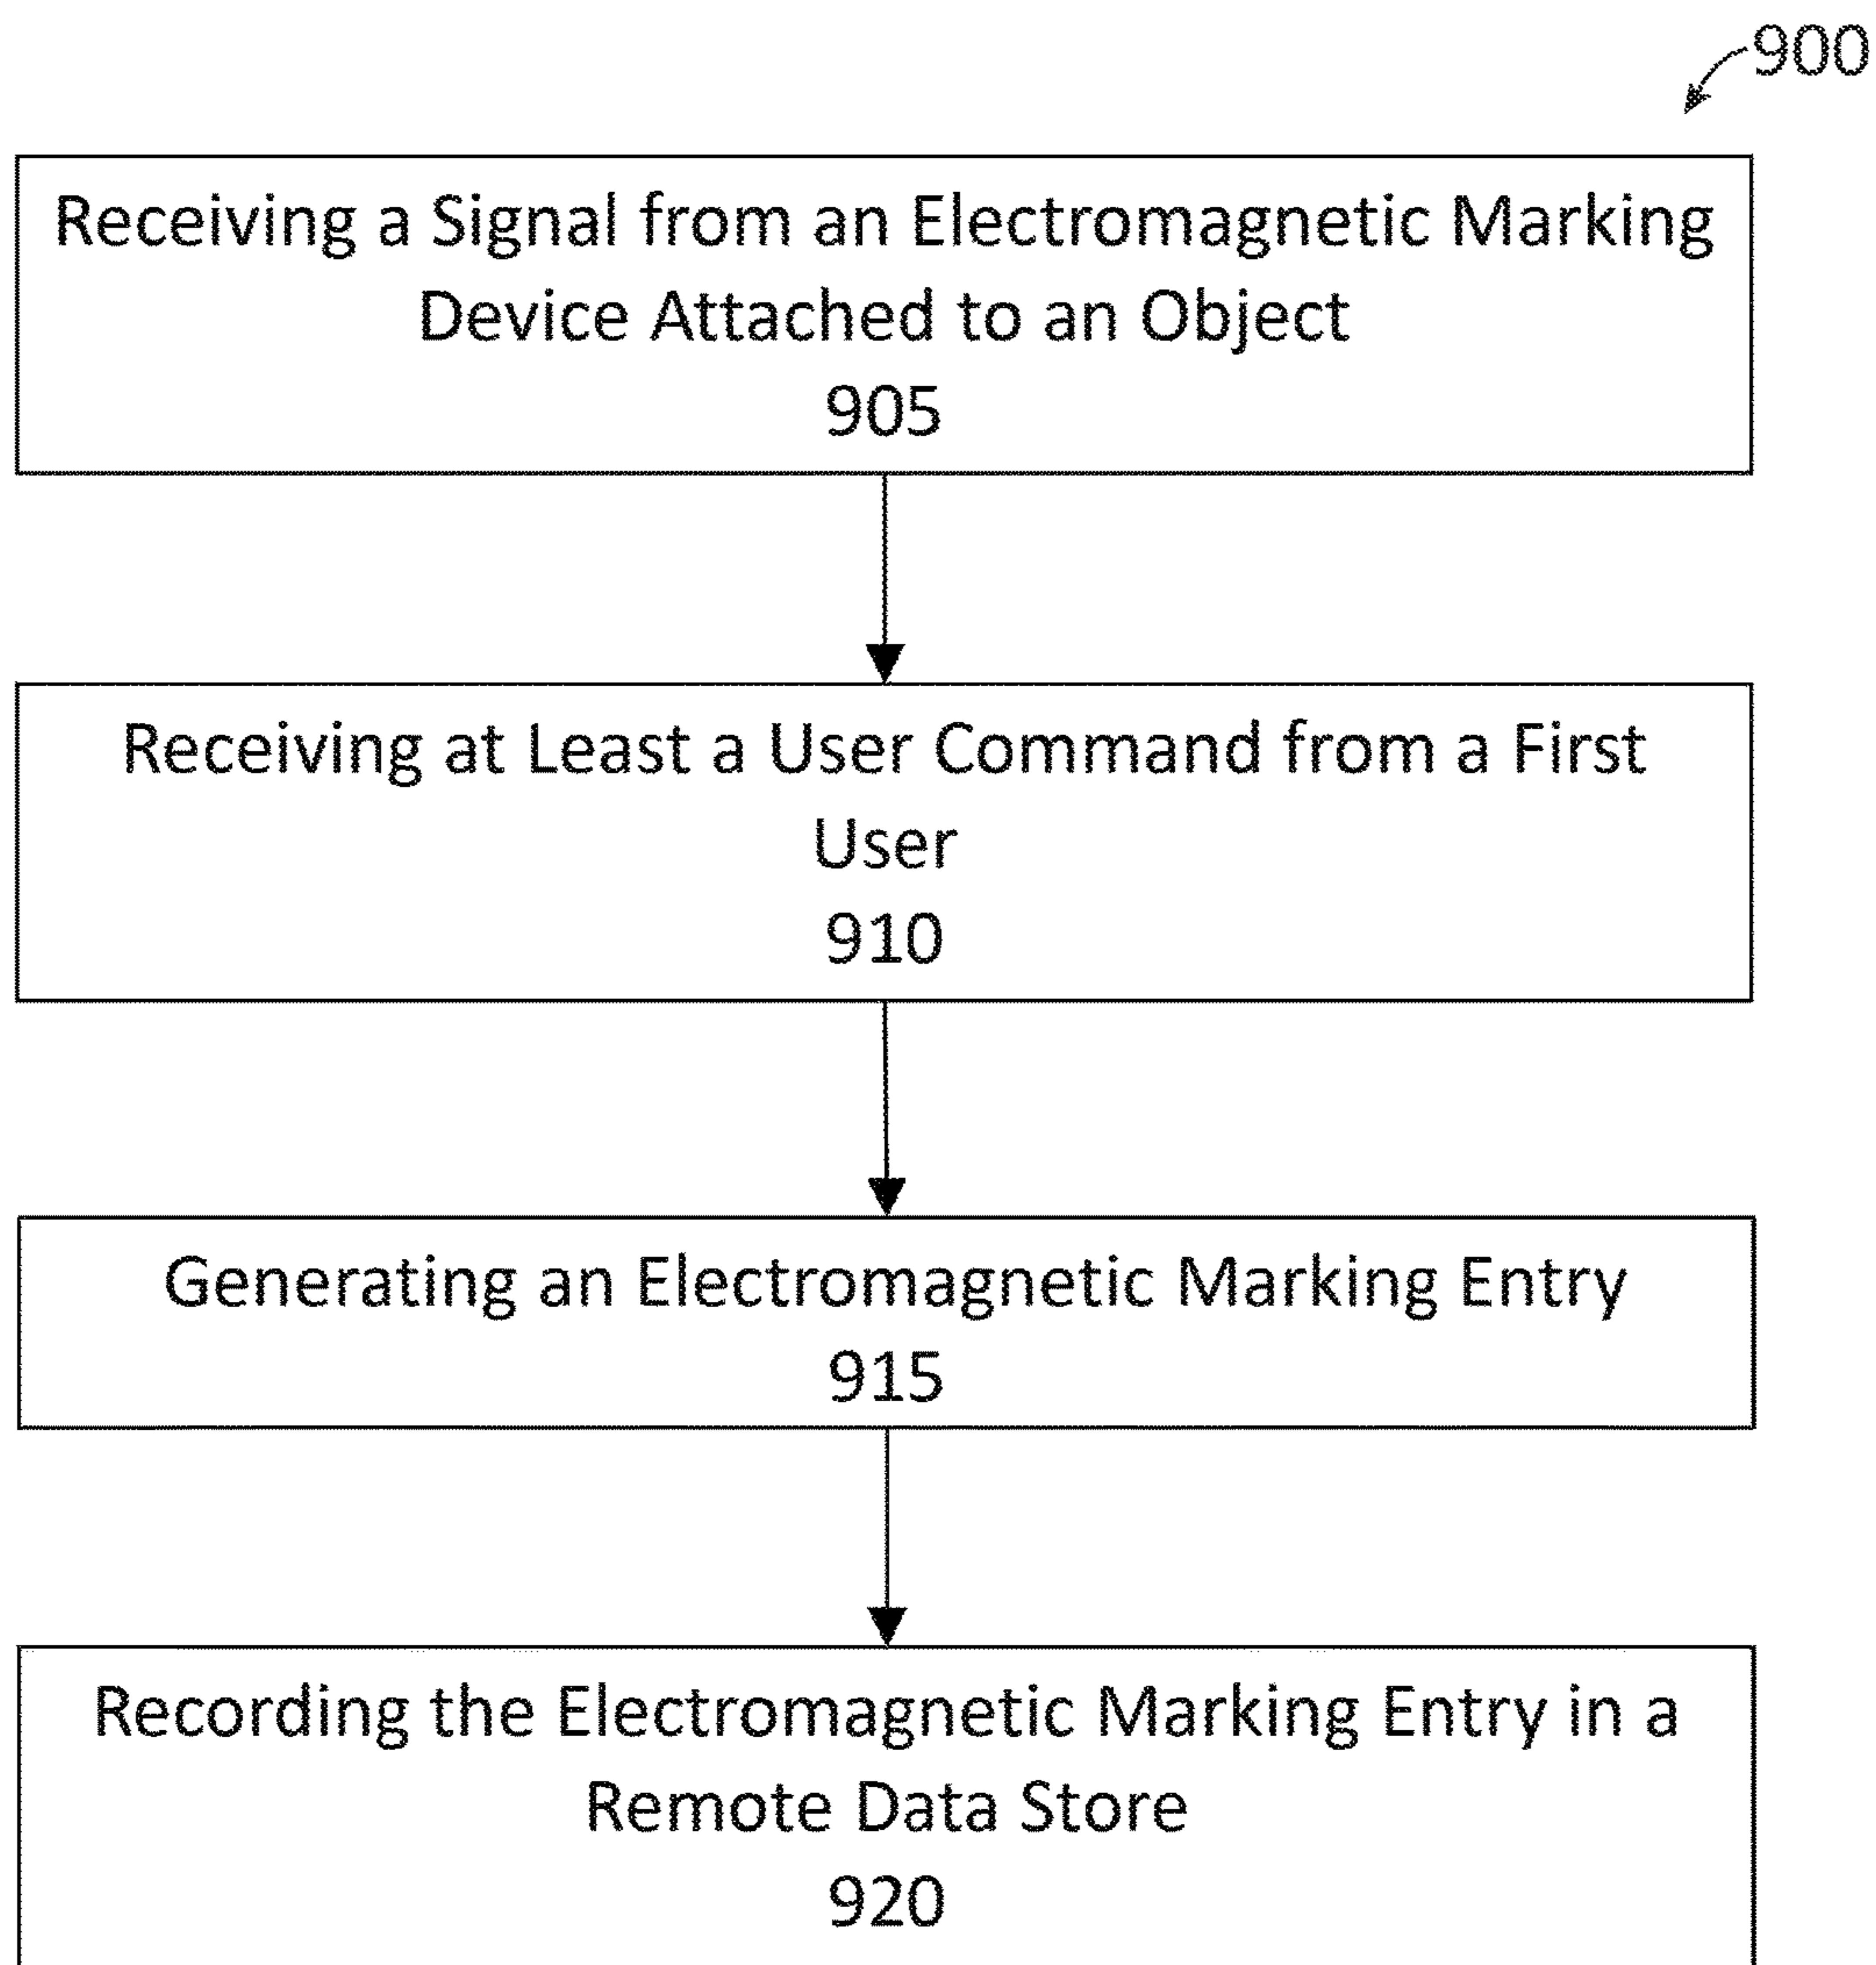 900
Receiving a Signal from an Electromagnetic Marking
Device Attached to an Object
905
Receiving at Least a User Command from a First
User
910
Generating an Electromagnetic Marking Entry
915
Recording the Electromagnetic Marking Entry in a
Remote Data Store
920